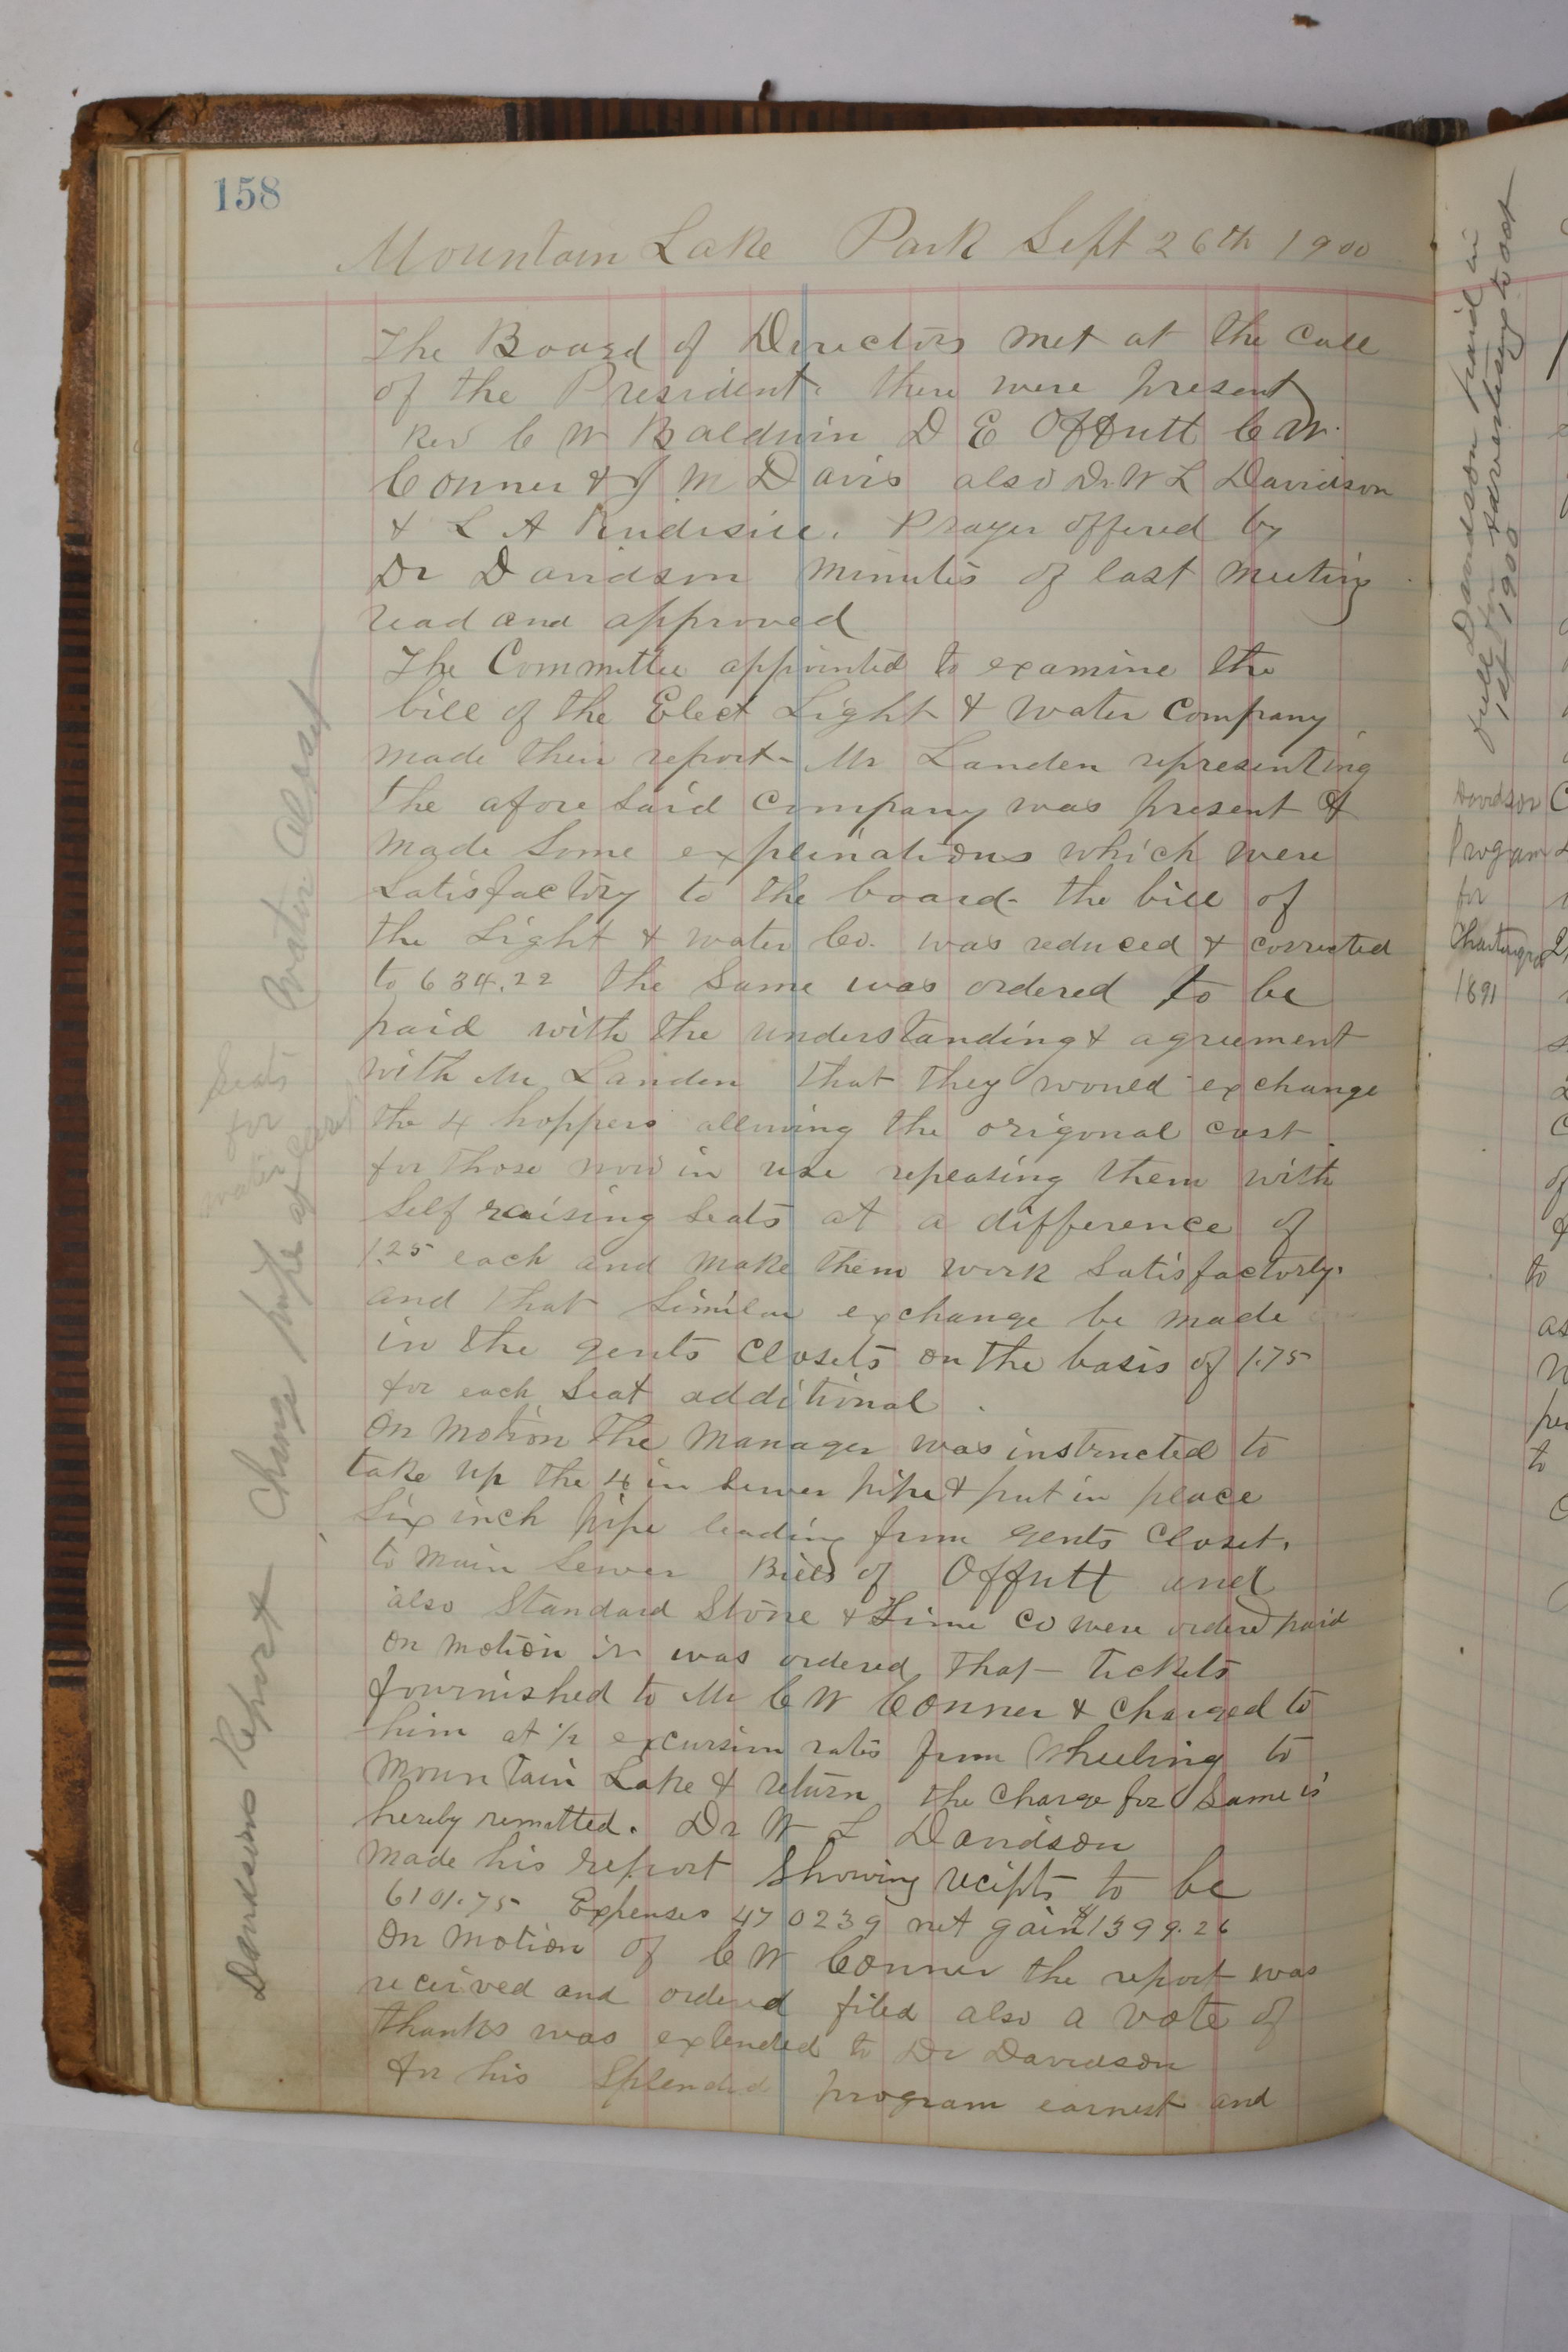 158
Mountain Lake Park Sept 26th 1900
The Board of Directors met at the call
of the President. there were present
Rev C W Baldwin D E Offutt C W.
Conner & J M Davis also Dr. W L Davidson
& L A Rudisill. Prayer offered by
Dr Davidson minutes of last meeting
read and approved
The Committee appointed to examine the
bill of the Elect Light & Water Company
made their report - Mr Landen representing
the afore said Company was present &
made some explinations which were
Satisfactory to the board - the bill of
the Light & water Co. was reduced & corrected
to 634.22 the same was ordered to be
paid with the understanding & agreement
with Mr Landen that they would exchange
the 4 hoppers allowing the origonal cost
for those now in use replasing them with
self raising seats at a difference of
1.25 each and make them work satisfactorly.
and that similar exchange be made
in the gents Closets on the basis of 1.75
for each seat additional.
On motion the Manager was instructed to
take up the 4 in sewer pipe & put in place
six inch pipe leading from gents Closet.
to main sewer Bills of Offutt and
also Standard Stone & Lime Co were ordered paid
on motion it was ordered that tickets
fournished to Mr C W Conner & charged to
him at 1/2 excursion rates from Wheeling to
Mountain Lake & return the charge for same is
hereby remitted. Dr W L Davidson
made his report showing recipts to be
6101.75 Expenses 470239 net gain 1399.26
On motion of C W Conner the report was
received and ordered filed also a vote of
thanks was extended to Dr Davidson
for his splendid program earnest and
Water Closet
Seats
for
water
Change pipe at
Davidsons Report
Davidson paid in
full for advertising to oct
1st 1900
Davidson
Program
for
1891